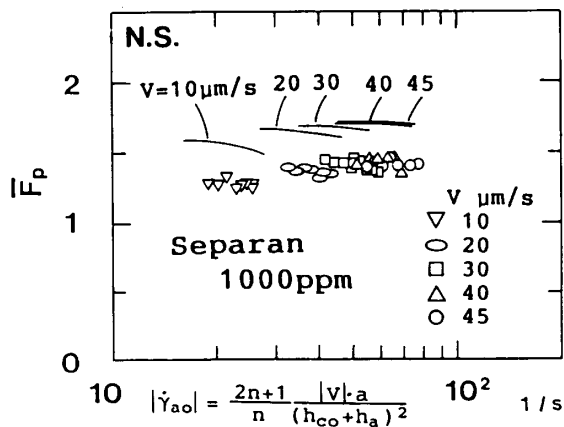 N.S.
2
V=10μm/s 20 30 40 45
F̅p
1
V μm/s
▽ 10
⬭ 20
□ 30
△ 40
○ 45
Separan
1000ppm
0
10 10² 1/s
|γ̇ao| = (2n+1)/n |V|·a/(hco+ha)²